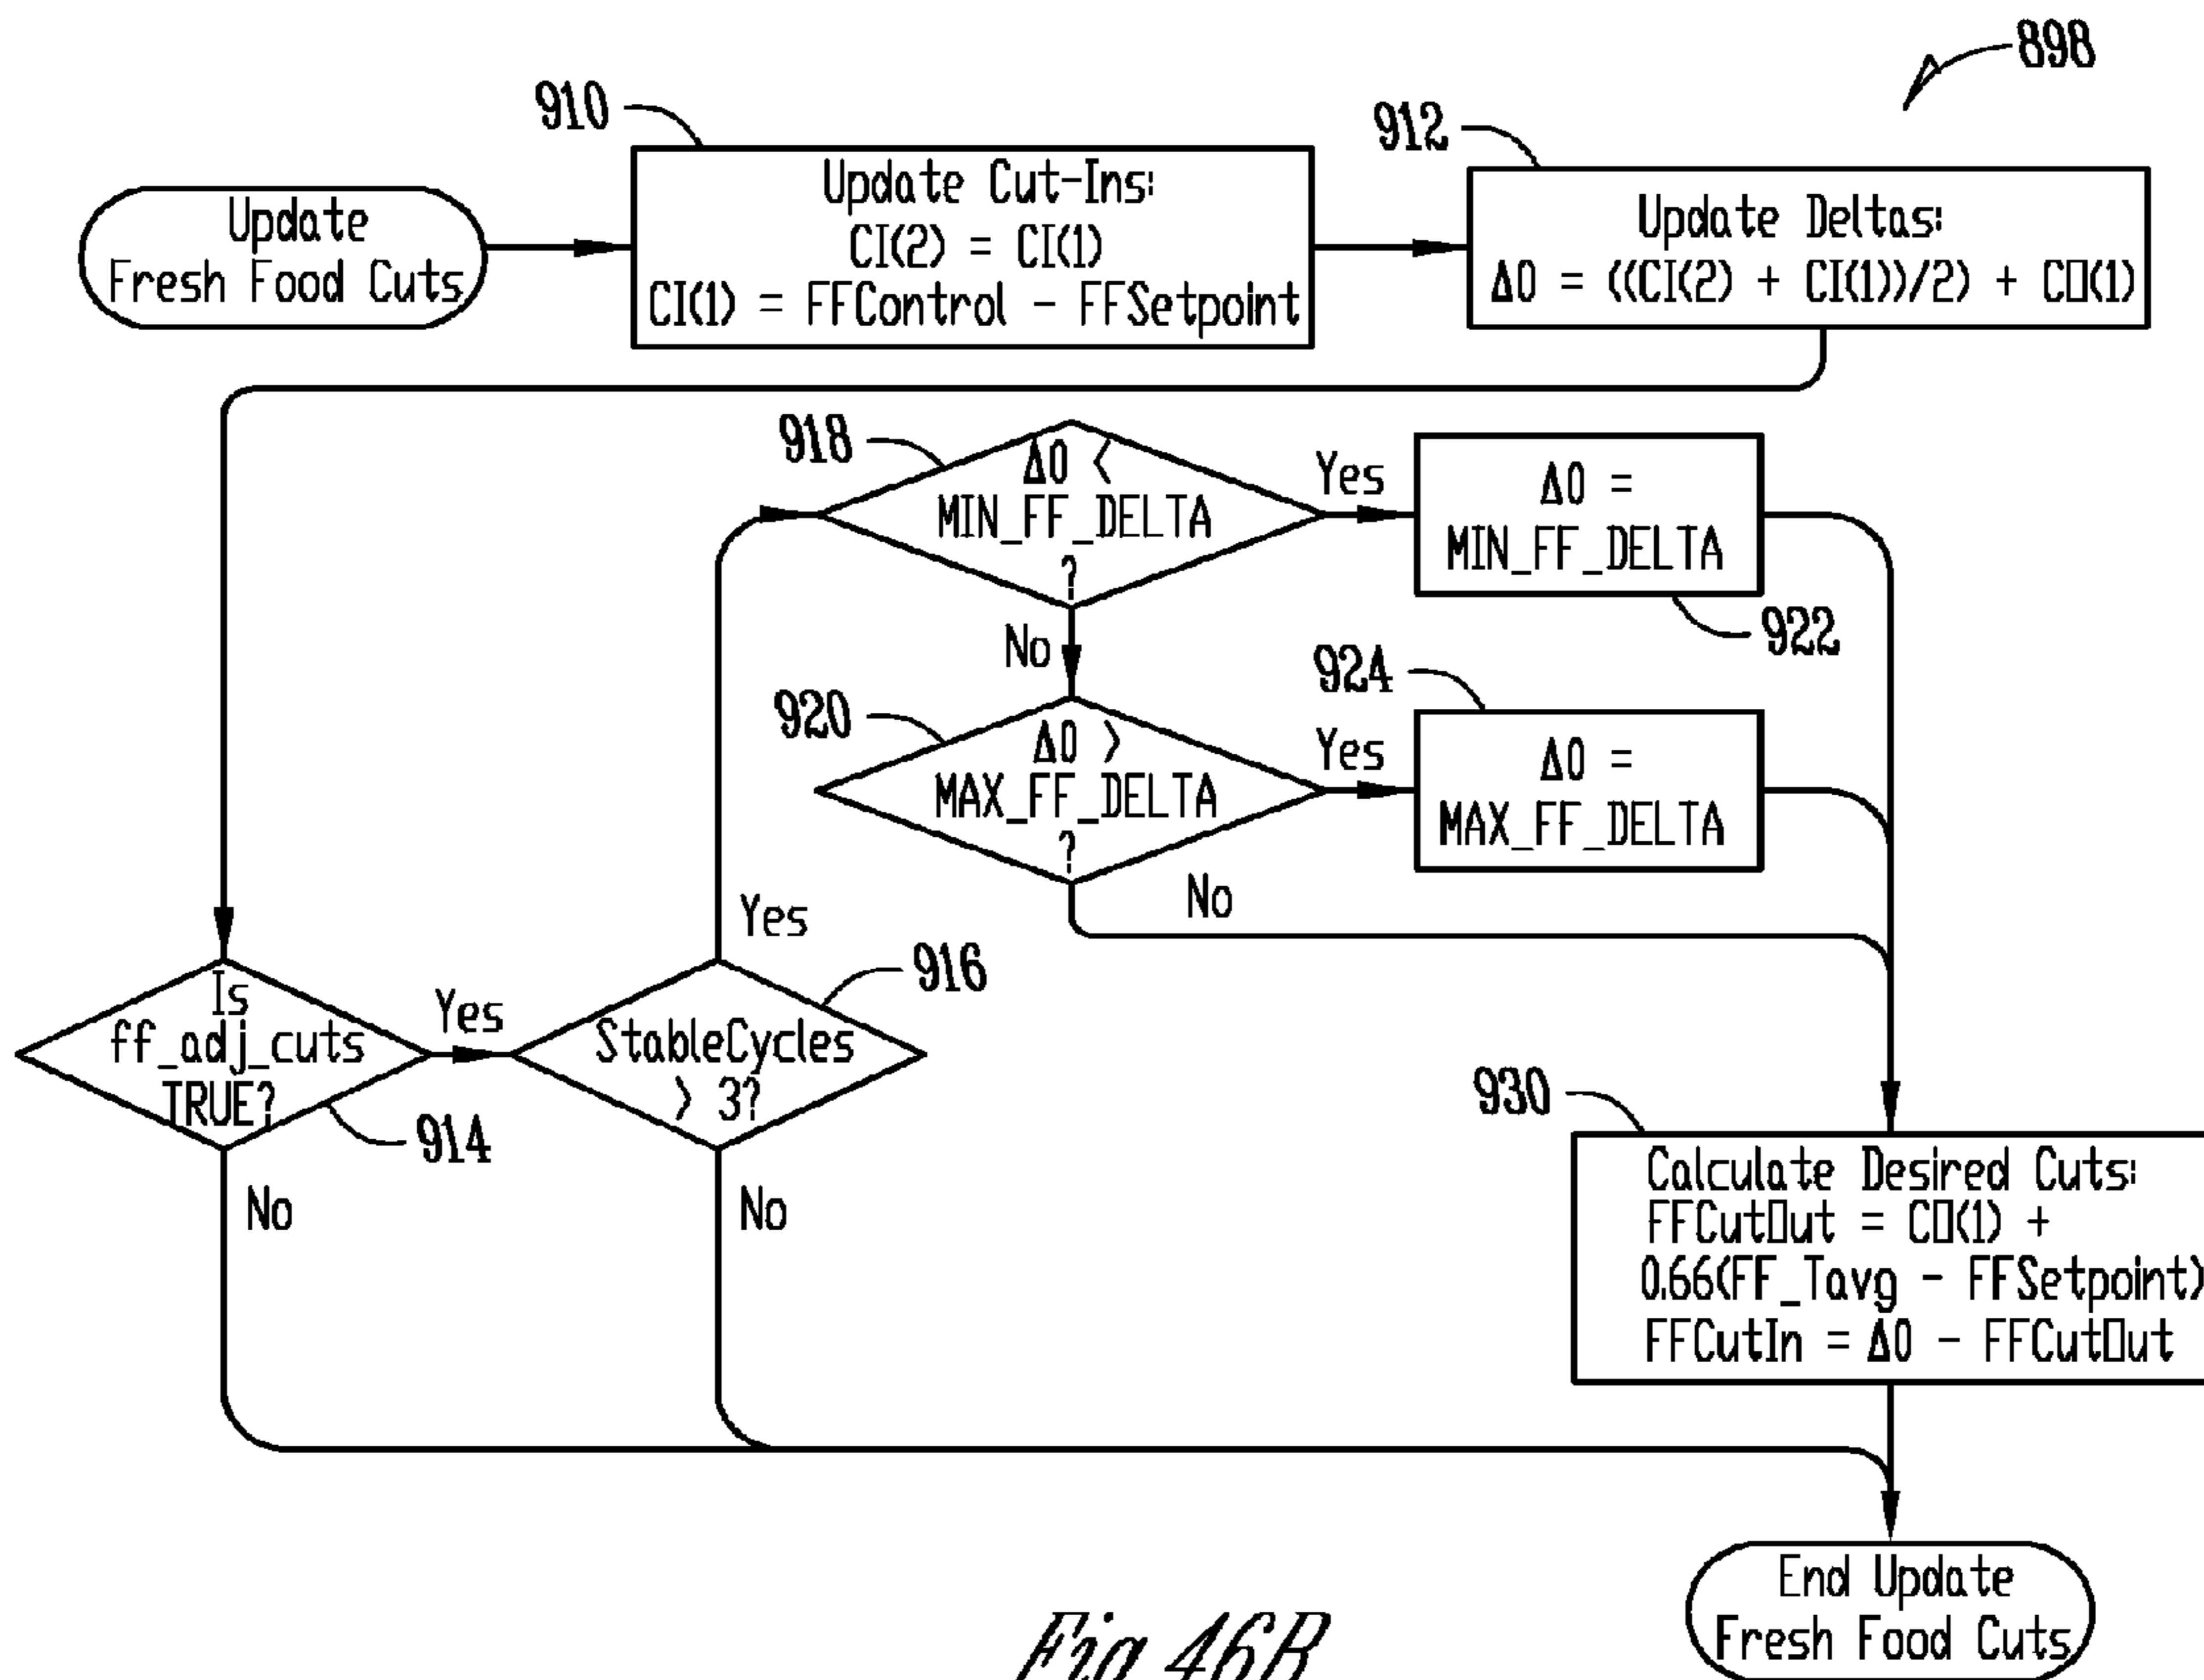 898
910
912
Update
Fresh Food Cuts
Update Cut-Ins:
CI(2) = CI(1)
CI(1) = FFControl - FFSetpoint
Update Deltas:
Δ0 = ((CI(2) + CI(1))/2) + CO(1)
918
Δ0 <
MIN_FF_DELTA
?
Yes
Δ0 =
MIN_FF_DELTA
922
No
920
Δ0 >
MAX_FF_DELTA
?
Yes
924
Δ0 =
MAX_FF_DELTA
No
Is
ff_adj_cuts
TRUE?
914
Yes
StableCycles
> 3?
916
Yes
No
No
930
Calculate Desired Cuts:
FFCutOut = CO(1) +
0.66(FF_Tavg - FFSetpoint)
FFCutIn = Δ0 - FFCutOut
End Update
Fresh Food Cuts
Fig. 46B